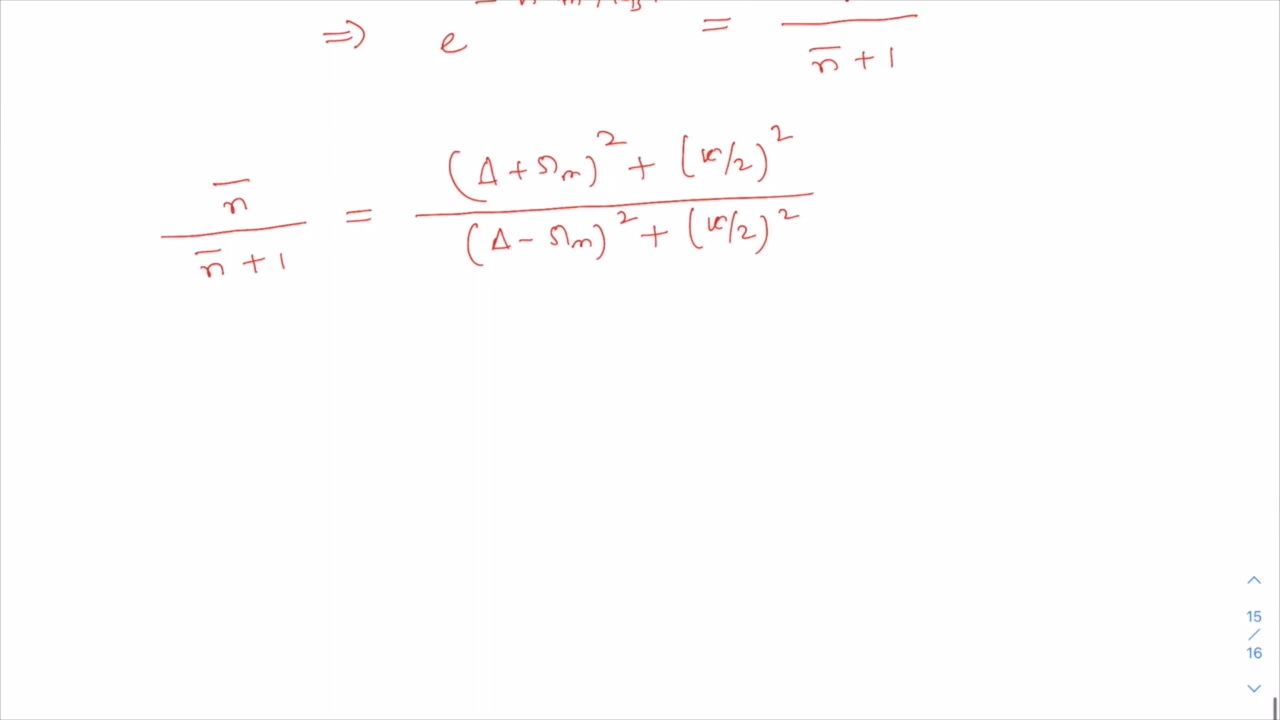 ⇒ e = / n̄ + 1
n̄ / (n̄ + 1) = ((Δ + Ωm)² + (κ/2)²) / ((Δ − Ωm)² + (κ/2)²)
15
/
16